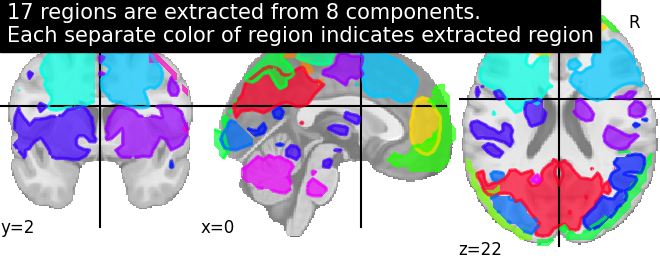 17 regions are extracted from 8 components.
Each separate color of region indicates extracted region
R
y=2
x=0
z=22